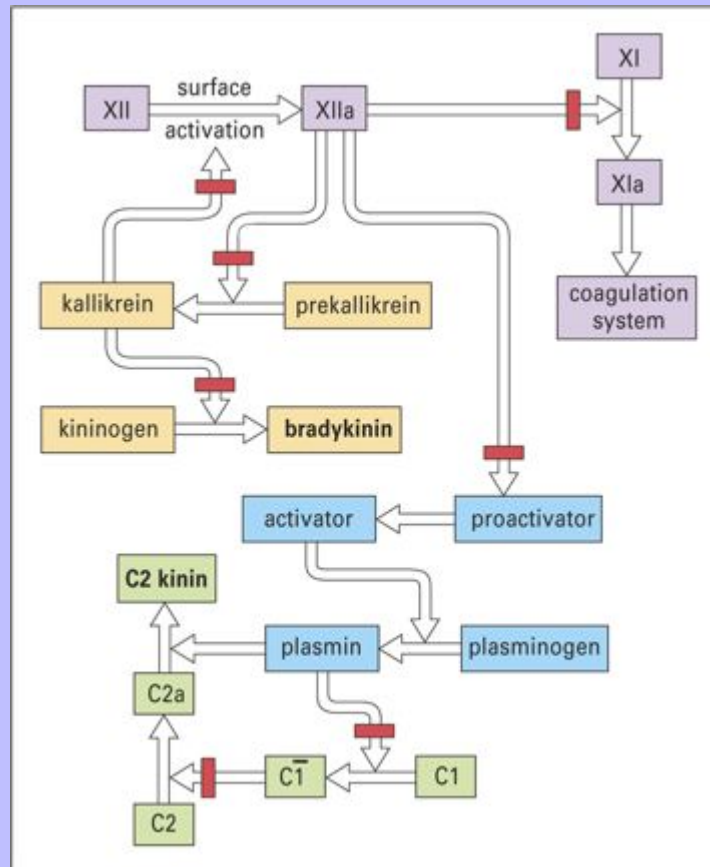 XI
surface
XII
XIIa
activation
XIa
kallikrein
prekallikrein
coagulation
system
kininogen
bradykinin
activator
proactivator
C2 kinin
plasmin
plasminogen
C2a
C1̅
C1
C2